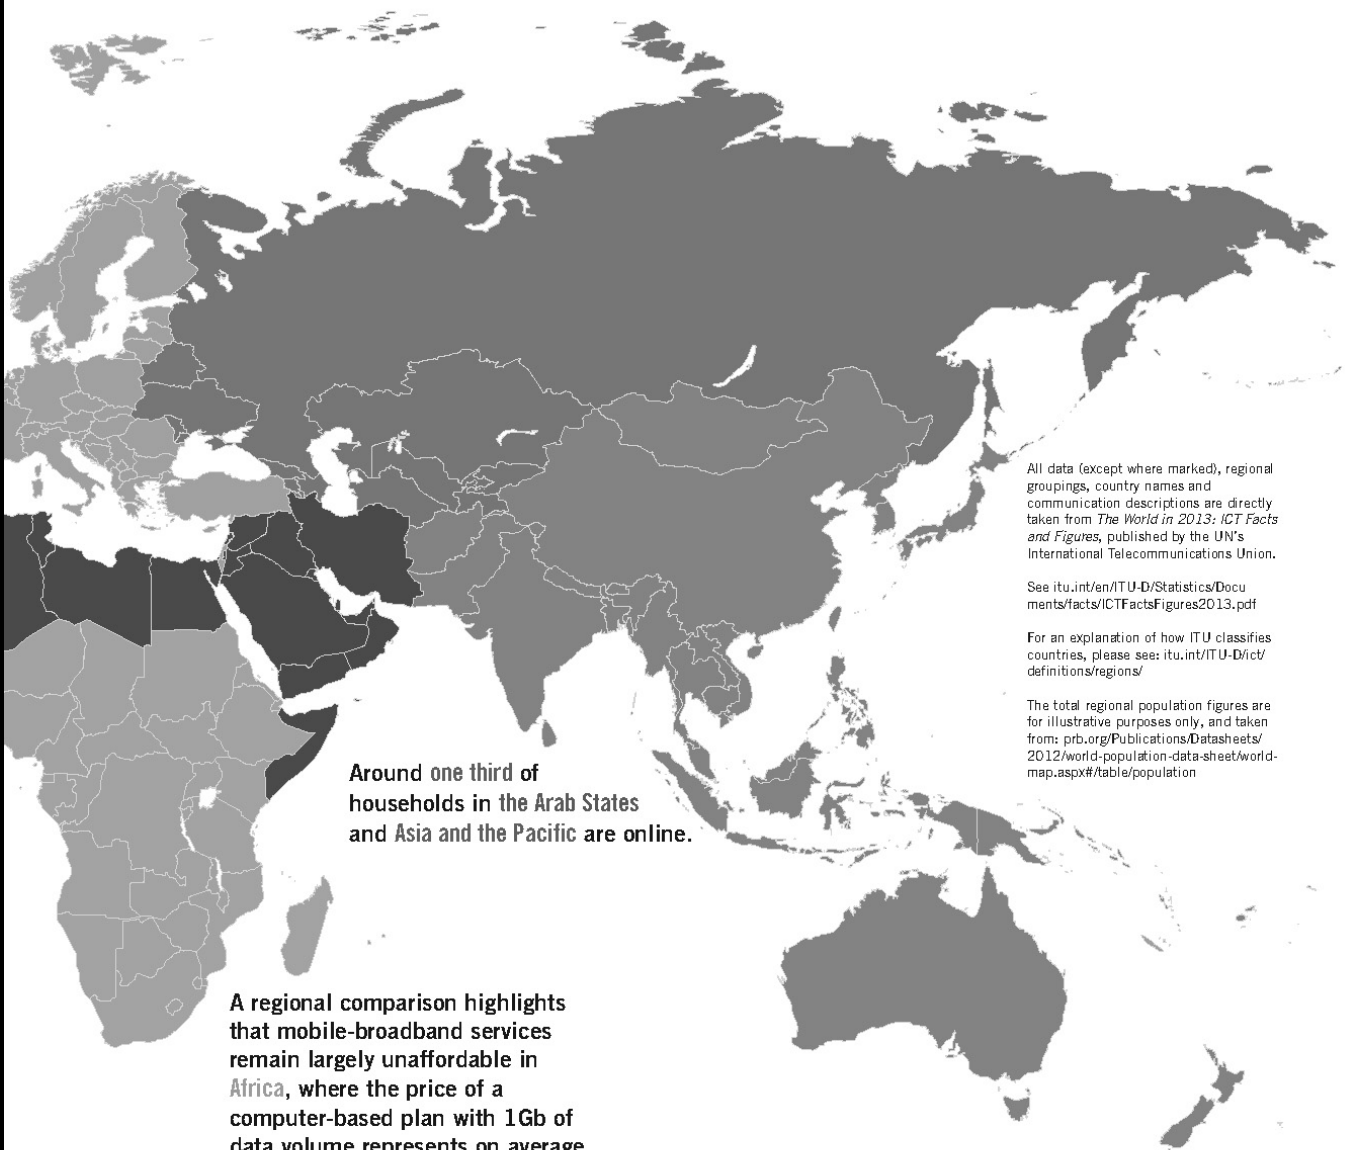 All data (except where marked), regional
groupings, country names and
communication descriptions are directly
taken from The World in 2013: ICT Facts
and Figures, published by the UN's
International Telecommunications Union.
See itu.int/en/ITU-D/Statistics/Docu
ments/facts/ICTFactsFigures2013.pdf
For an explanation of how ITU classifies
countries, please see: itu.int/ITU-D/ict/
definitions/regions/
The total regional population figures are
for illustrative purposes only, and taken
from: prb.org/Publications/Datasheets/
2012/world-population-data-sheet/world-
map.aspx#/table/population
Around one third of
households in the Arab States
and Asia and the Pacific are online.
A regional comparison highlights
that mobile-broadband services
remain largely unaffordable in
Africa, where the price of a
computer-based plan with 1Gb of
data volume represents on average